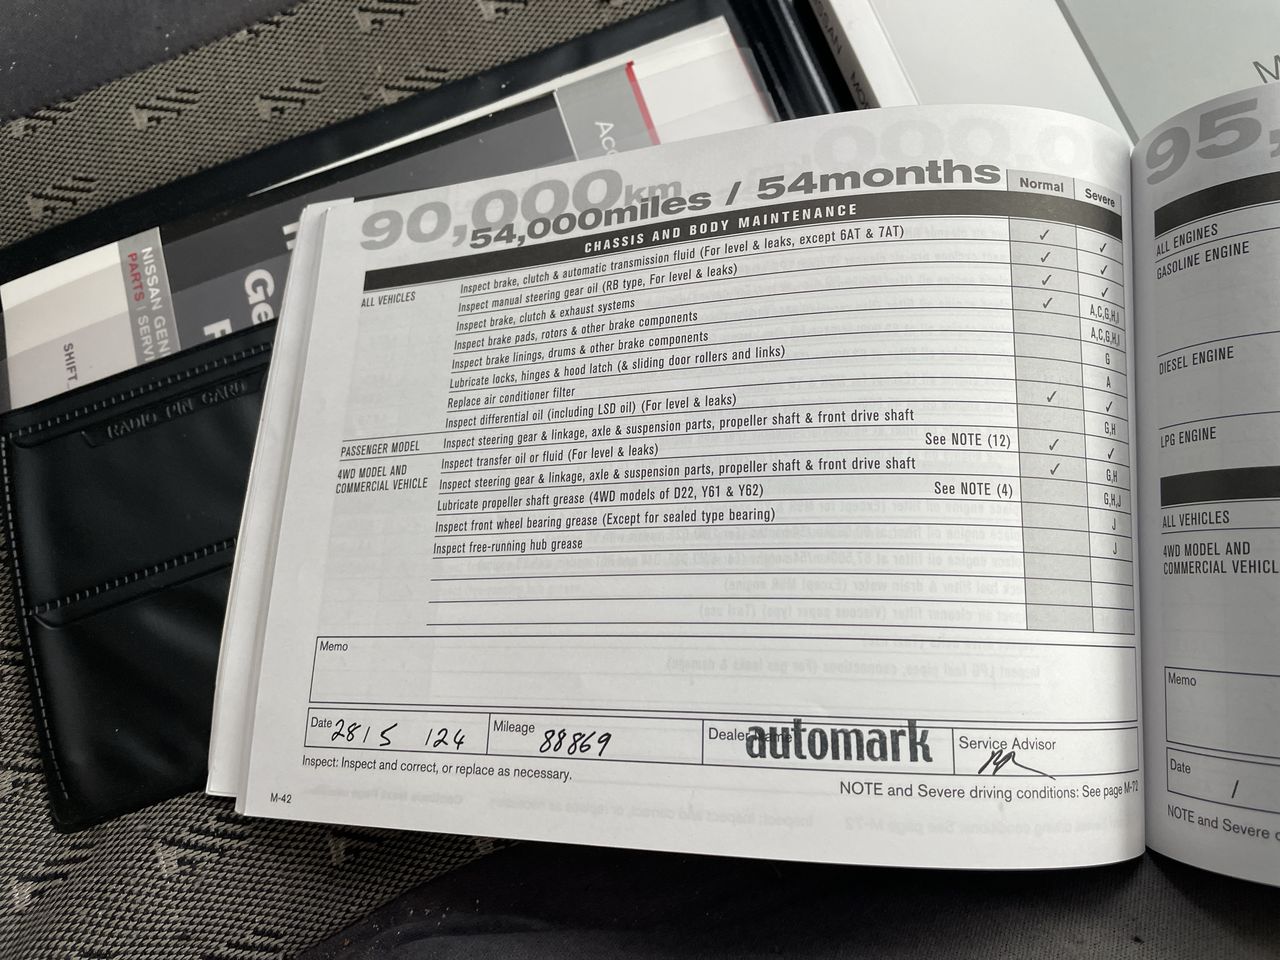 NISSAN
M
NISSAN GEN
PARTS | SERVI
SHIFT_
Ge
RADIO PIN CARD
90,000km
54,000miles / 54months
Normal
Severe
CHASSIS AND BODY MAINTENANCE
ALL VEHICLES
Inspect brake, clutch & automatic transmission fluid (For level & leaks, except 6AT & 7AT) ✓ ✓
Inspect manual steering gear oil (RB type, For level & leaks) ✓ ✓
Inspect brake, clutch & exhaust systems ✓ ✓
Inspect brake pads, rotors & other brake components ✓ A,C,G,H,I
Inspect brake linings, drums & other brake components A,C,G,H,I
Lubricate locks, hinges & hood latch (& sliding door rollers and links) G
Replace air conditioner filter A
Inspect differential oil (including LSD oil) (For level & leaks) ✓ ✓
PASSENGER MODEL
Inspect steering gear & linkage, axle & suspension parts, propeller shaft & front drive shaft G,H
4WD MODEL AND
COMMERCIAL VEHICLE
Inspect transfer oil or fluid (For level & leaks) See NOTE (12) ✓ ✓
Inspect steering gear & linkage, axle & suspension parts, propeller shaft & front drive shaft ✓ G,H
Lubricate propeller shaft grease (4WD models of D22, Y61 & Y62) See NOTE (4) G,H,J
Inspect front wheel bearing grease (Except for sealed type bearing) J
Inspect free-running hub grease J
Memo
Date 28 / 5 / 24
Mileage 88869
Dealer Name automark
Service Advisor
Inspect: Inspect and correct, or replace as necessary.
NOTE and Severe driving conditions: See page M-72
M-42
95,
ALL ENGINES
GASOLINE ENGINE
DIESEL ENGINE
LPG ENGINE
ALL VEHICLES
4WD MODEL AND
COMMERCIAL VEHICL
Memo
Date
/
NOTE and Severe